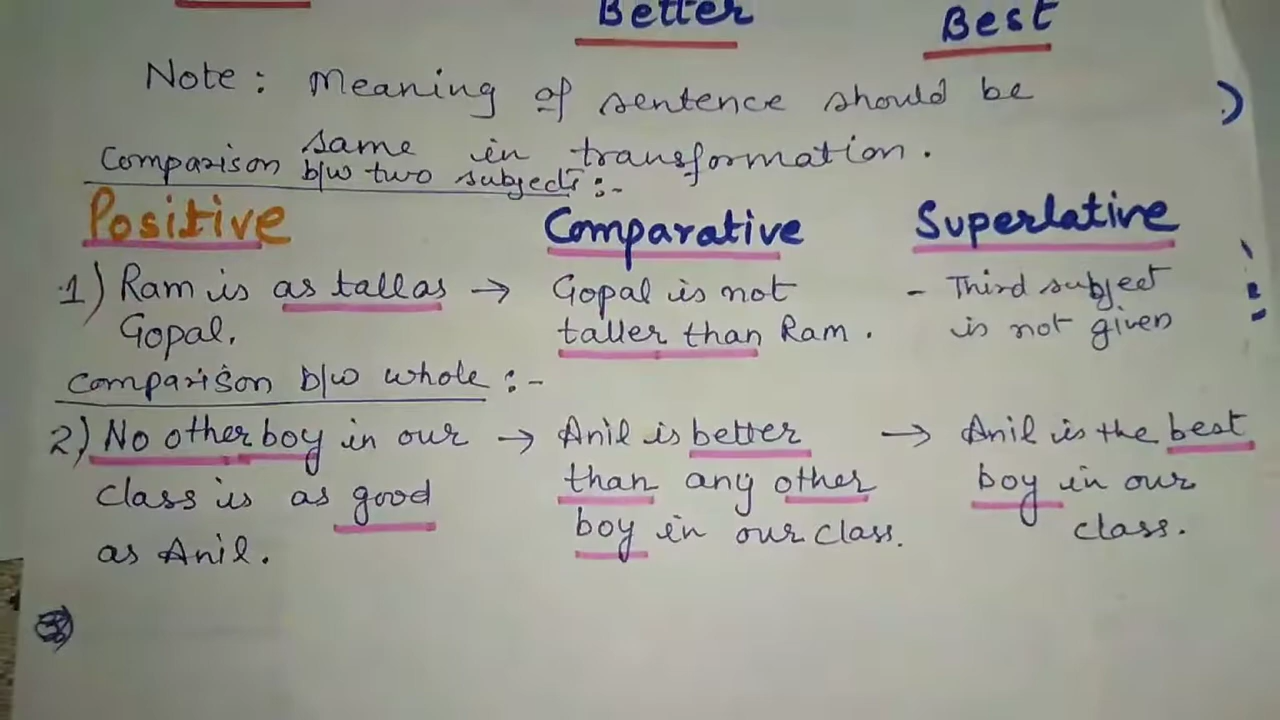 Better Best
Note: Meaning of sentence should be
same in transformation.
Comparison b/w two subjects :-
Positive Comparative Superlative
1) Ram is as tall as → Gopal is not - Third subject
Gopal. taller than Ram. is not given
Comparison b/w whole :-
2) No other boy in our → Anil is better → Anil is the best
class is as good than any other boy in our
as Anil. boy in our class. class.